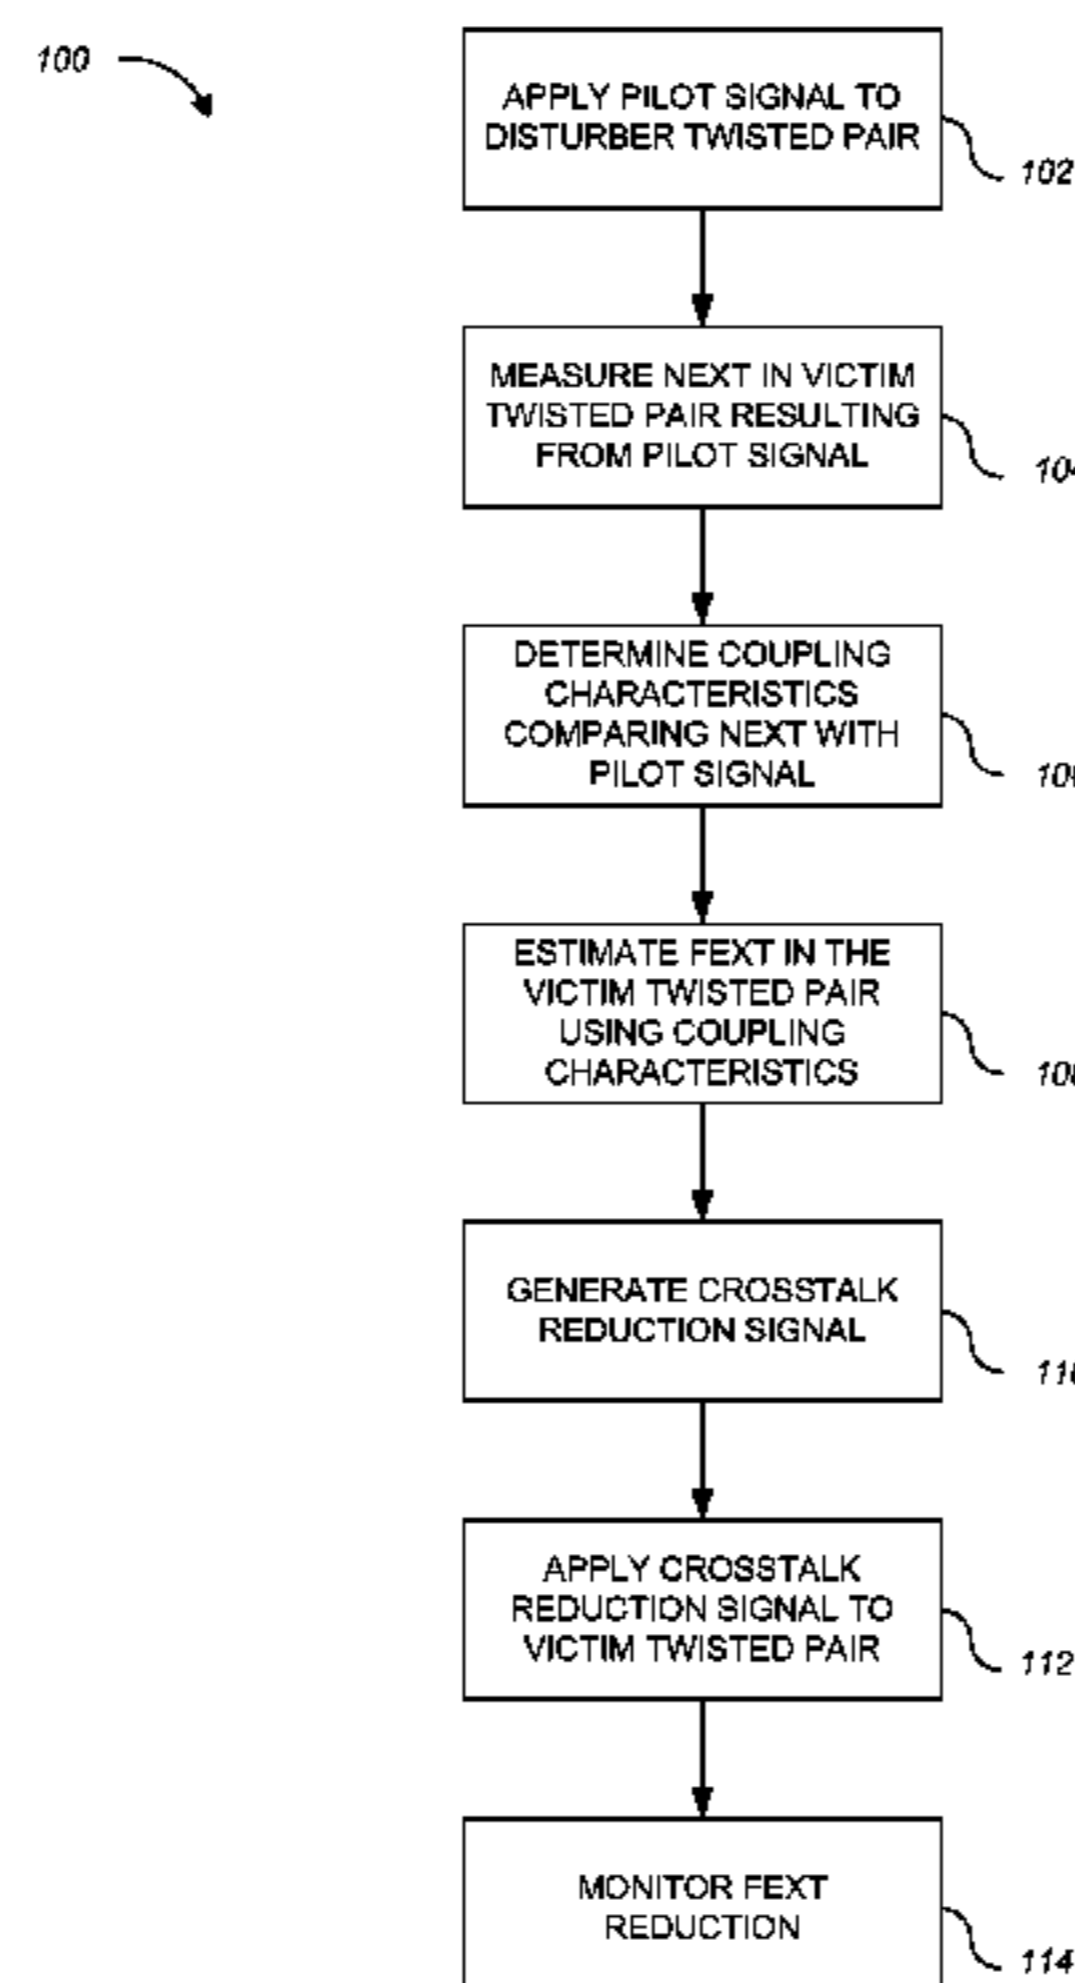 100
APPLY PILOT SIGNAL TO
DISTURBER TWISTED PAIR
102
MEASURE NEXT IN VICTIM
TWISTED PAIR RESULTING
FROM PILOT SIGNAL
DETERMINE COUPLING
CHARACTERISTICS
COMPARING NEXT WITH
PILOT SIGNAL
ESTIMATE FEXT IN THE
VICTIM TWISTED PAIR
USING COUPLING
CHARACTERISTICS
GENERATE CROSSTALK
REDUCTION SIGNAL
APPLY CROSSTALK
REDUCTION SIGNAL TO
VICTIM TWISTED PAIR
112
MONITOR FEXT
REDUCTION
114